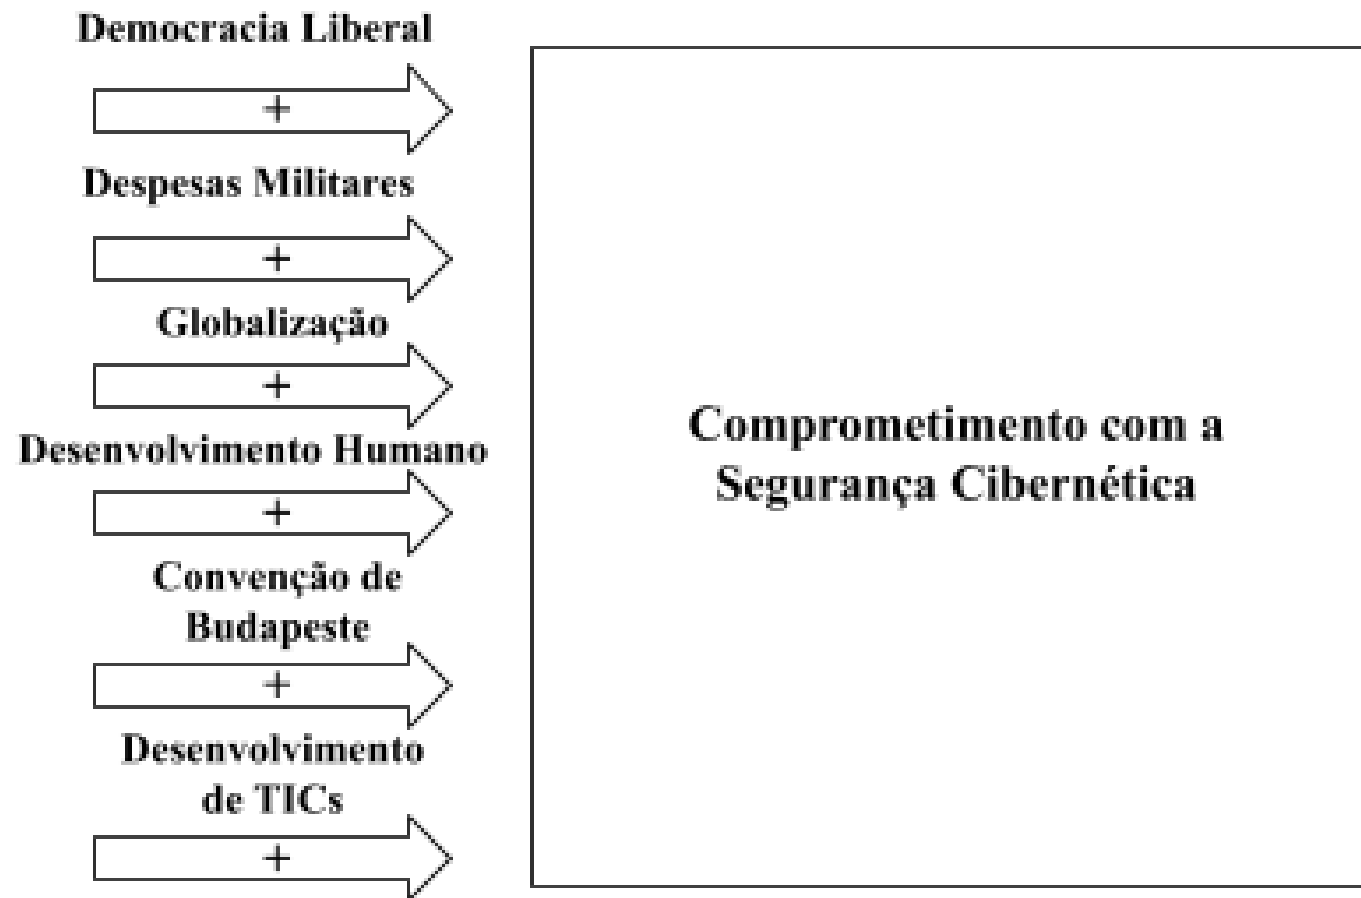 Democracia Liberal
+
Despesas Militares
+
Globalização
+
Desenvolvimento Humano
+
Convenção de
Budapeste
+
Desenvolvimento
de TICs
+
Comprometimento com a
Segurança Cibernética